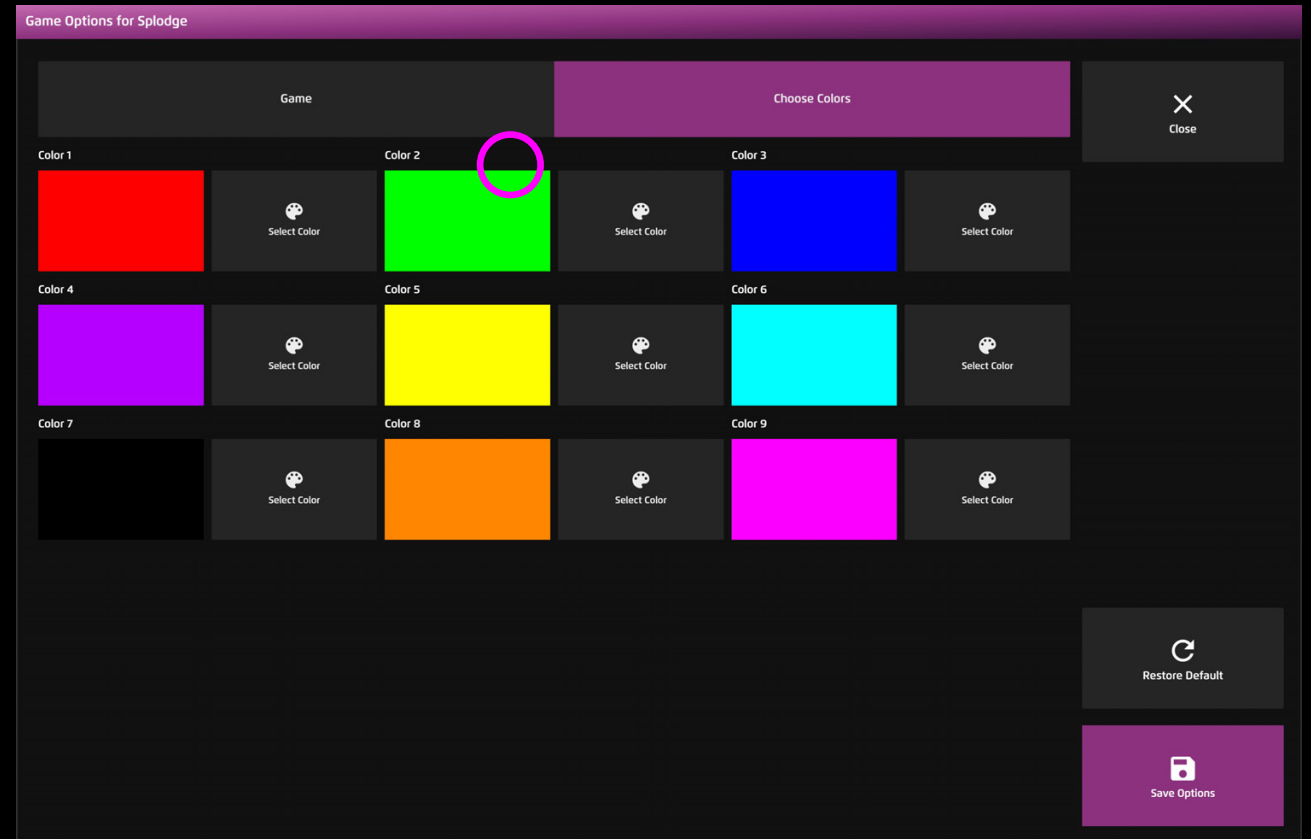 Game Options for Splodge
Game
Choose Colors
Close
Color 1
Color 2
Color 3
Select Color
Select Color
Select Color
Color 4
Color 5
Color 6
Select Color
Select Color
Select Color
Color 7
Color 8
Color 9
Select Color
Select Color
Select Color
Restore Default
Save Options